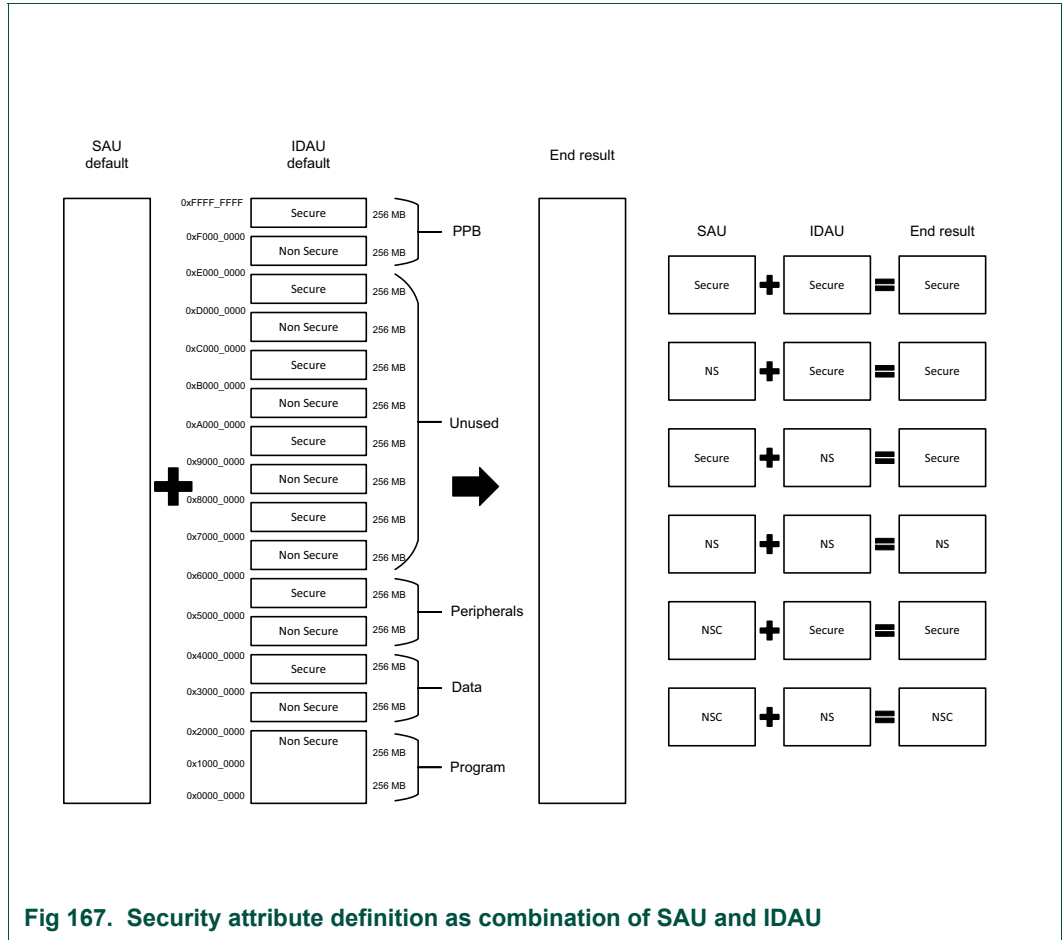 SAU
default
IDAU
default
End result
0xFFFF_FFFF
Secure
256 MB
PPB
0xF000_0000
Non Secure
256 MB
0xE000_0000
Secure
256 MB
0xD000_0000
Non Secure
256 MB
0xC000_0000
Secure
256 MB
0xB000_0000
Non Secure
256 MB
0xA000_0000
Unused
Secure
256 MB
0x9000_0000
Non Secure
256 MB
0x8000_0000
Secure
256 MB
0x7000_0000
Non Secure
256 MB
0x6000_0000
Secure
256 MB
Peripherals
0x5000_0000
Non Secure
256 MB
0x4000_0000
Secure
256 MB
Data
0x3000_0000
Non Secure
256 MB
0x2000_0000
Non Secure
256 MB
0x1000_0000
Program
256 MB
0x0000_0000
SAU IDAU End result
Secure + Secure = Secure
NS + Secure = Secure
Secure + NS = Secure
NS + NS = NS
NSC + Secure = Secure
NSC + NS = NSC
Fig 167. Security attribute definition as combination of SAU and IDAU